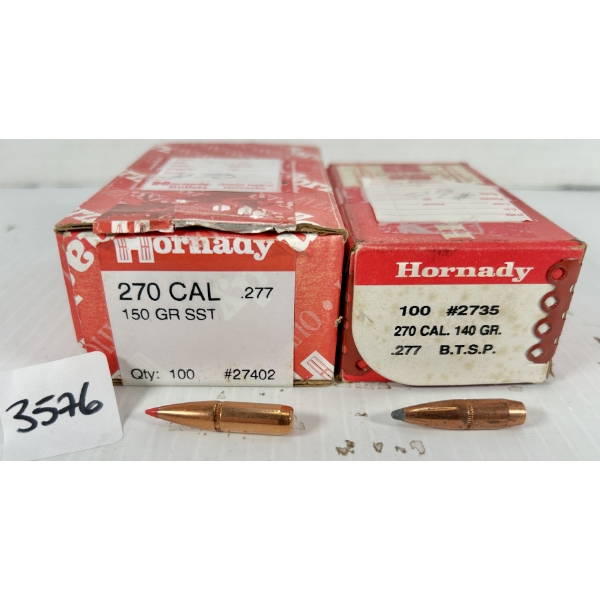 Hornady
270 CAL .277
150 GR SST
Qty: 100 #27402
Hornady
100 #2735
270 CAL. 140 GR.
.277 B.T.S.P.
3576